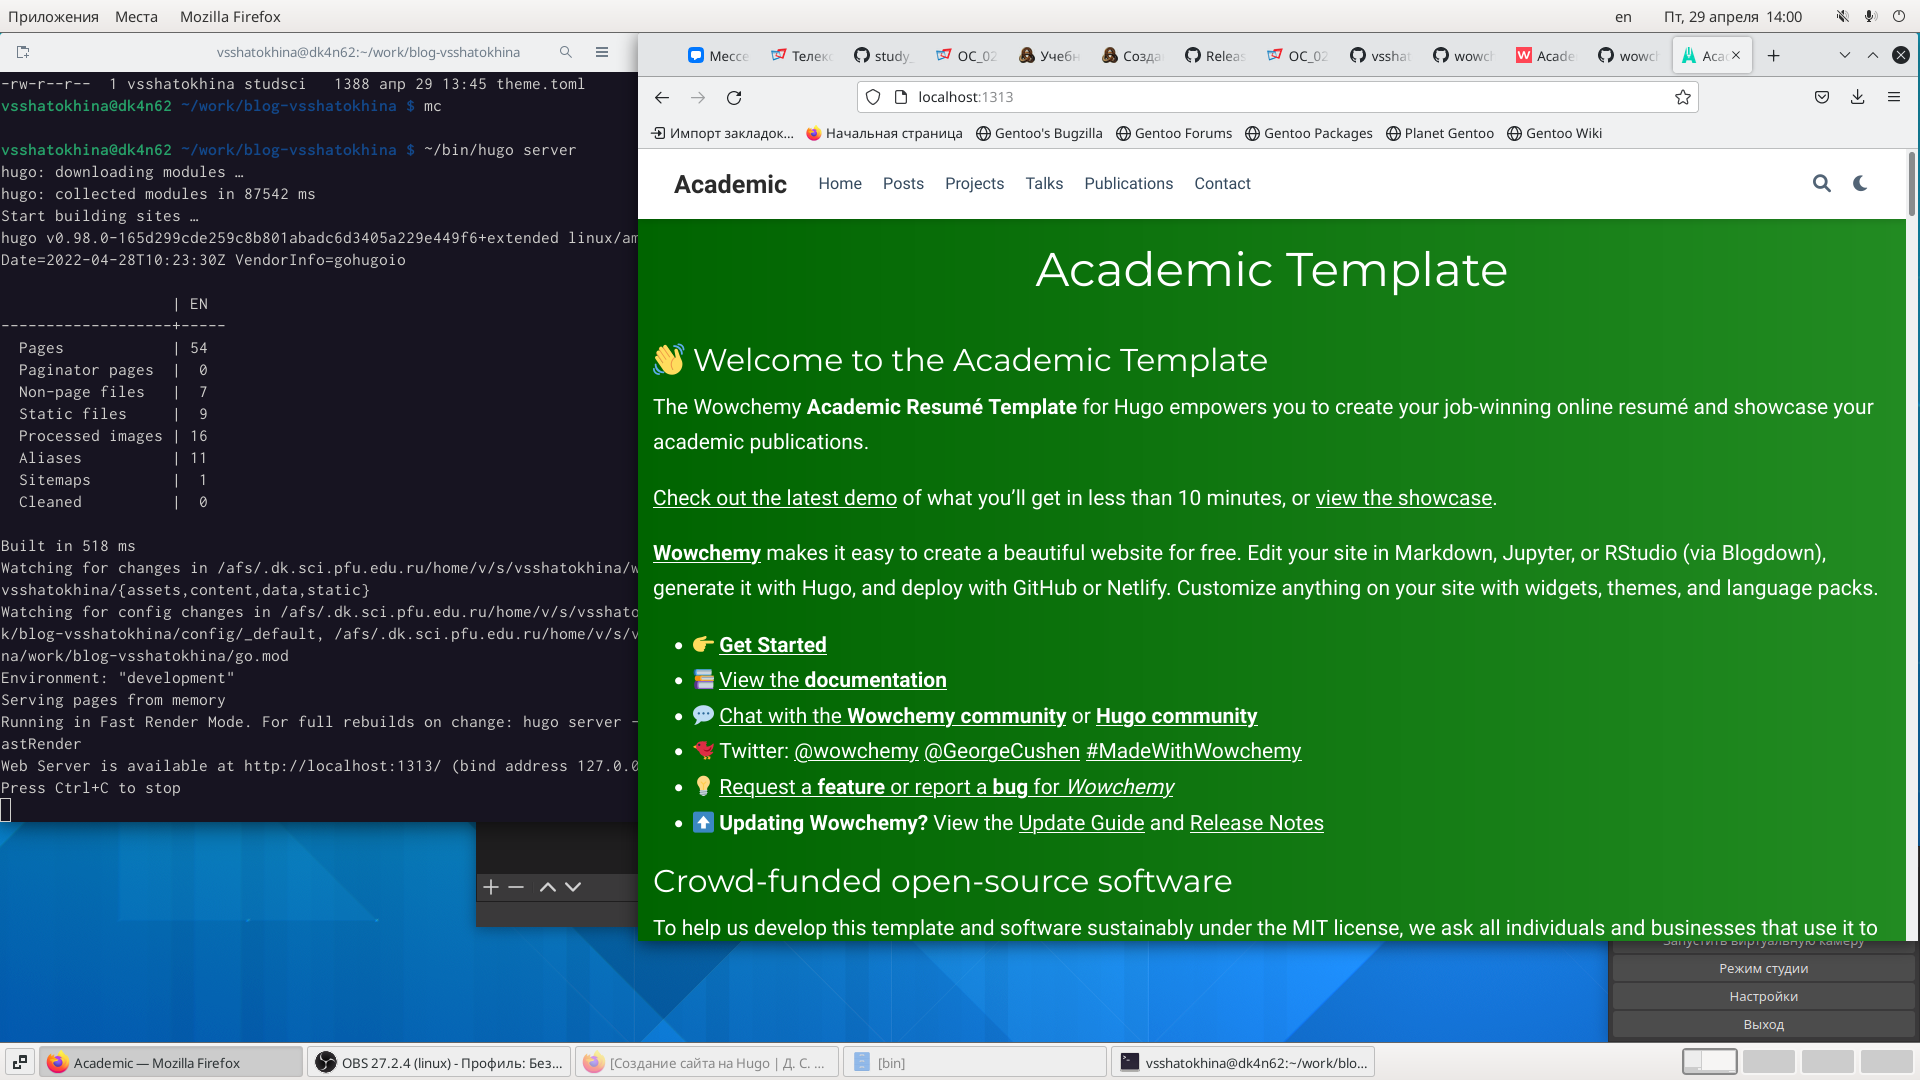 Приложения Места Mozilla Firefox en Пт, 29 апреля 14:00
vsshatokhina@dk4n62:~/work/blog-vsshatokhina
-rw-r--r-- 1 vsshatokhina studsci 1388 апр 29 13:45 theme.toml
vsshatokhina@dk4n62 ~/work/blog-vsshatokhina $ mc
vsshatokhina@dk4n62 ~/work/blog-vsshatokhina $ ~/bin/hugo server
hugo: downloading modules …
hugo: collected modules in 87542 ms
Start building sites …
hugo v0.98.0-165d299cde259c8b801abadc6d3405a229e449f6+extended linux/am
Date=2022-04-28T10:23:30Z VendorInfo=gohugoio
| EN
-------------------+-----
Pages | 54
Paginator pages | 0
Non-page files | 7
Static files | 9
Processed images | 16
Aliases | 11
Sitemaps | 1
Cleaned | 0
Built in 518 ms
Watching for changes in /afs/.dk.sci.pfu.edu.ru/home/v/s/vsshatokhina/w
vsshatokhina/{assets,content,data,static}
Watching for config changes in /afs/.dk.sci.pfu.edu.ru/home/v/s/vsshato
k/blog-vsshatokhina/config/_default, /afs/.dk.sci.pfu.edu.ru/home/v/s/v
na/work/blog-vsshatokhina/go.mod
Environment: "development"
Serving pages from memory
Running in Fast Render Mode. For full rebuilds on change: hugo server -
astRender
Web Server is available at http://localhost:1313/ (bind address 127.0.0
Press Ctrl+C to stop
Мессе Телекс study_ ОС_02 Учебн Созда Releas ОС_02 vsshat wowch Acade wowch Aca
localhost:1313
Импорт закладок... Начальная страница Gentoo's Bugzilla Gentoo Forums Gentoo Packages Planet Gentoo Gentoo Wiki
Academic Home Posts Projects Talks Publications Contact
Academic Template
👋 Welcome to the Academic Template
The Wowchemy Academic Resumé Template for Hugo empowers you to create your job-winning online resumé and showcase your
academic publications.
Check out the latest demo of what you’ll get in less than 10 minutes, or view the showcase.
Wowchemy makes it easy to create a beautiful website for free. Edit your site in Markdown, Jupyter, or RStudio (via Blogdown),
generate it with Hugo, and deploy with GitHub or Netlify. Customize anything on your site with widgets, themes, and language packs.
• 👉 Get Started
• 📚 View the documentation
• 💬 Chat with the Wowchemy community or Hugo community
• 🐦 Twitter: @wowchemy @GeorgeCushen #MadeWithWowchemy
• 💡 Request a feature or report a bug for Wowchemy
• ⬆️ Updating Wowchemy? View the Update Guide and Release Notes
Crowd-funded open-source software
To help us develop this template and software sustainably under the MIT license, we ask all individuals and businesses that use it to
Запустить виртуальную камеру
Режим студии
Настройки
Выход
Academic — Mozilla Firefox OBS 27.2.4 (linux) - Профиль: Без... [Создание сайта на Hugo | Д. С. ... [bin] vsshatokhina@dk4n62:~/work/blo...